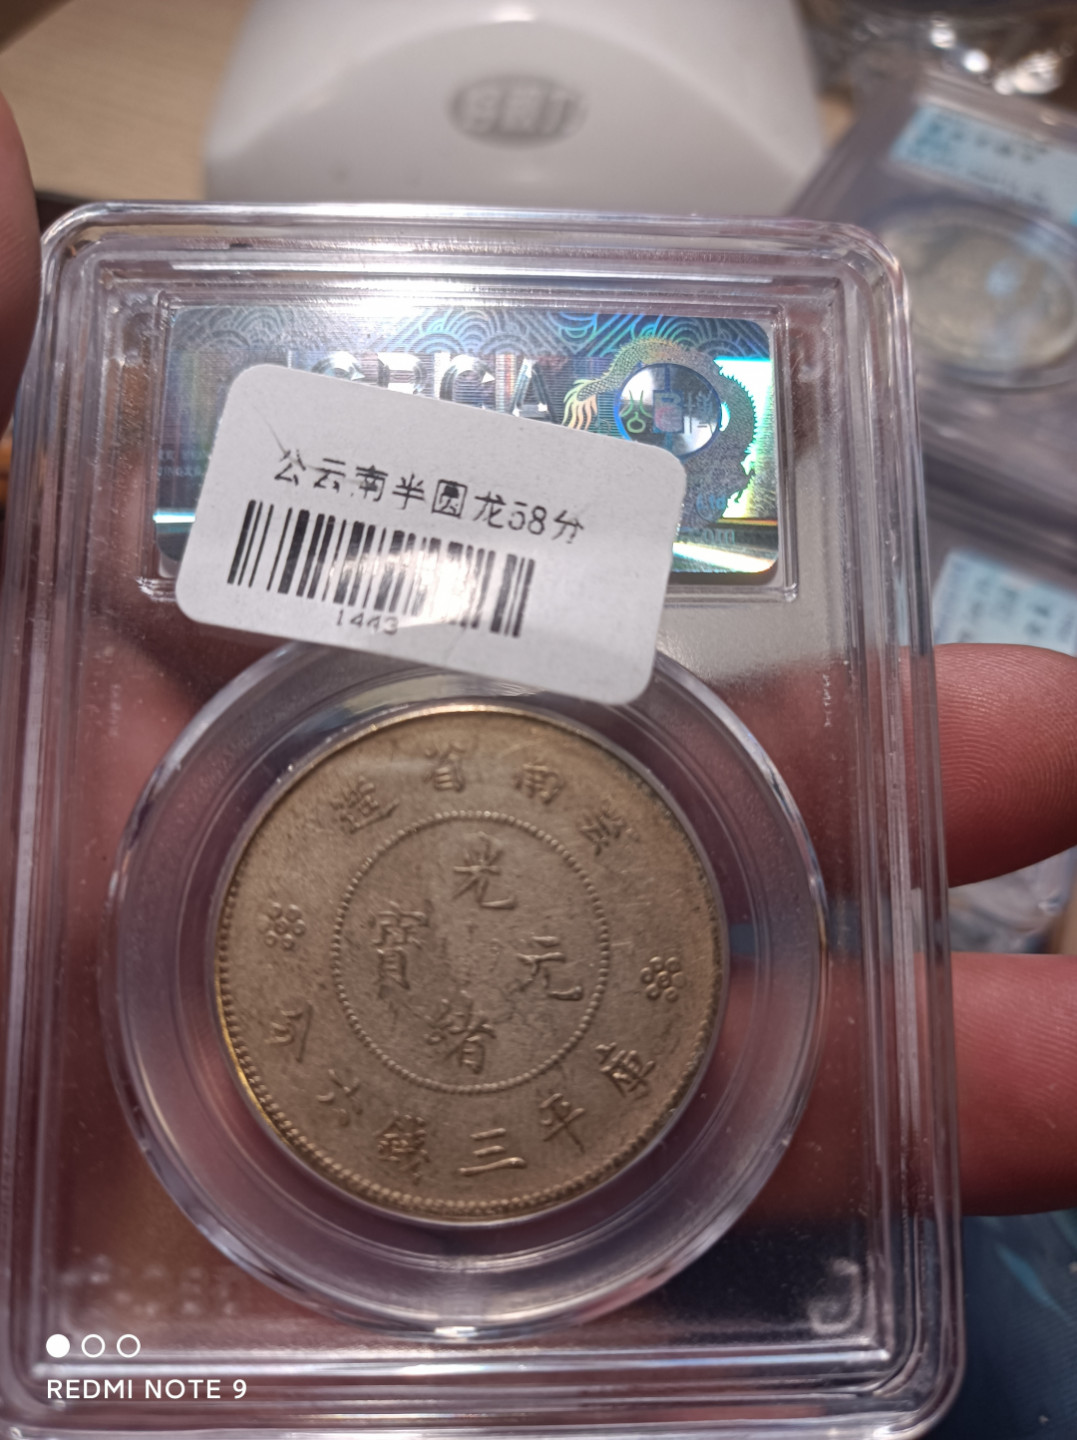 公云南半圆龙58分
1443
.com
雲南省造
光緒元寶
庫平三錢六分
REDMI NOTE 9